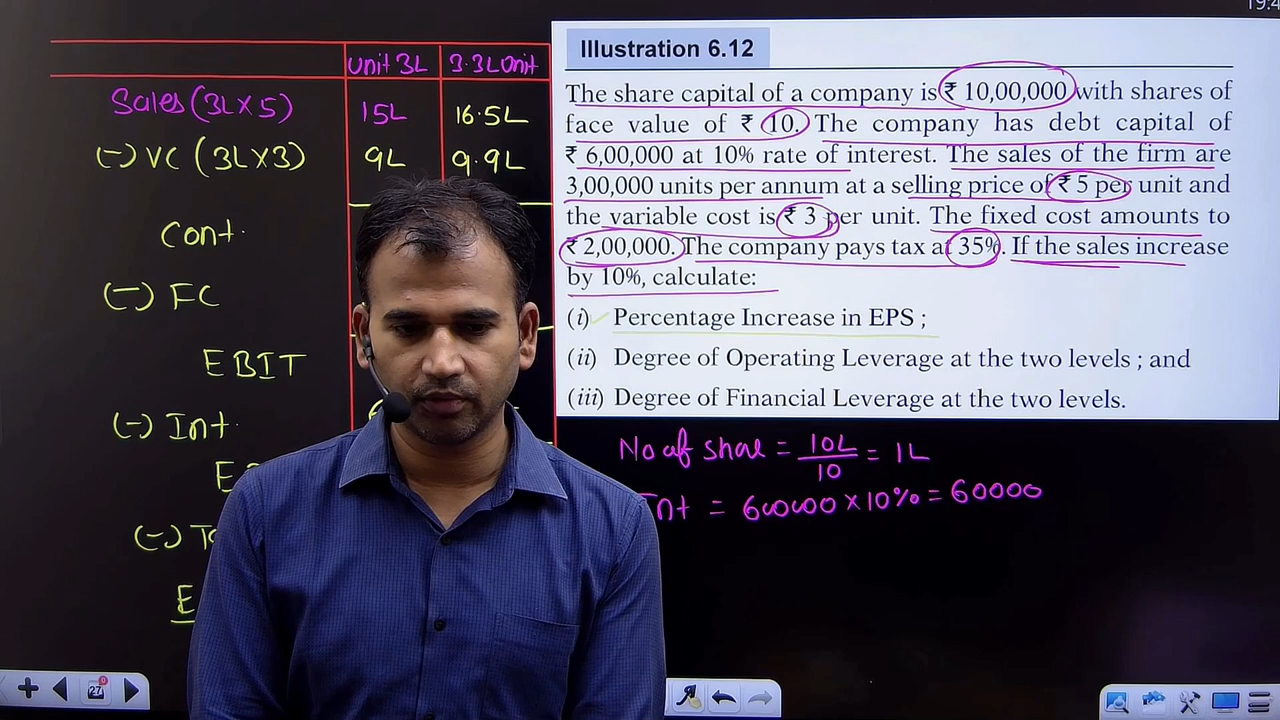 19:4
unit 3L 3.3L Unit
Sales (3L×5) 15L 16.5L
(-) VC (3L×3) 9L 9.9L
Cont.
(-) FC
EBIT
(-) Int.
E
(-) T
E
Illustration 6.12
The share capital of a company is ₹ 10,00,000 with shares of
face value of ₹ 10. The company has debt capital of
₹ 6,00,000 at 10% rate of interest. The sales of the firm are
3,00,000 units per annum at a selling price of ₹ 5 per unit and
the variable cost is ₹ 3 per unit. The fixed cost amounts to
₹ 2,00,000. The company pays tax at 35%. If the sales increase
by 10%, calculate:
(i) Percentage Increase in EPS ;
(ii) Degree of Operating Leverage at the two levels ; and
(iii) Degree of Financial Leverage at the two levels.
No of share = 10L/10 = 1L
Int = 600000 × 10% = 60000
27